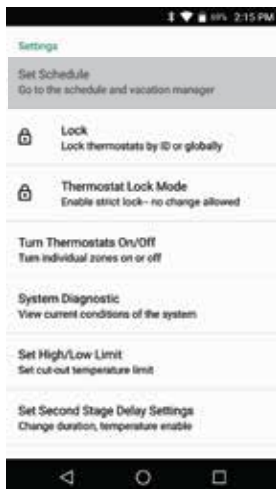 2:15 PM
Settings
Set Schedule
Go to the schedule and vacation manager
Lock
Lock thermostats by ID or globally
Thermostat Lock Mode
Enable strict lock-- no change allowed
Turn Thermostats On/Off
Turn individual zones on or off
System Diagnostic
View current conditions of the system
Set High/Low Limit
Set cut-out temperature limit
Set Second Stage Delay Settings
Change duration, temperature enable